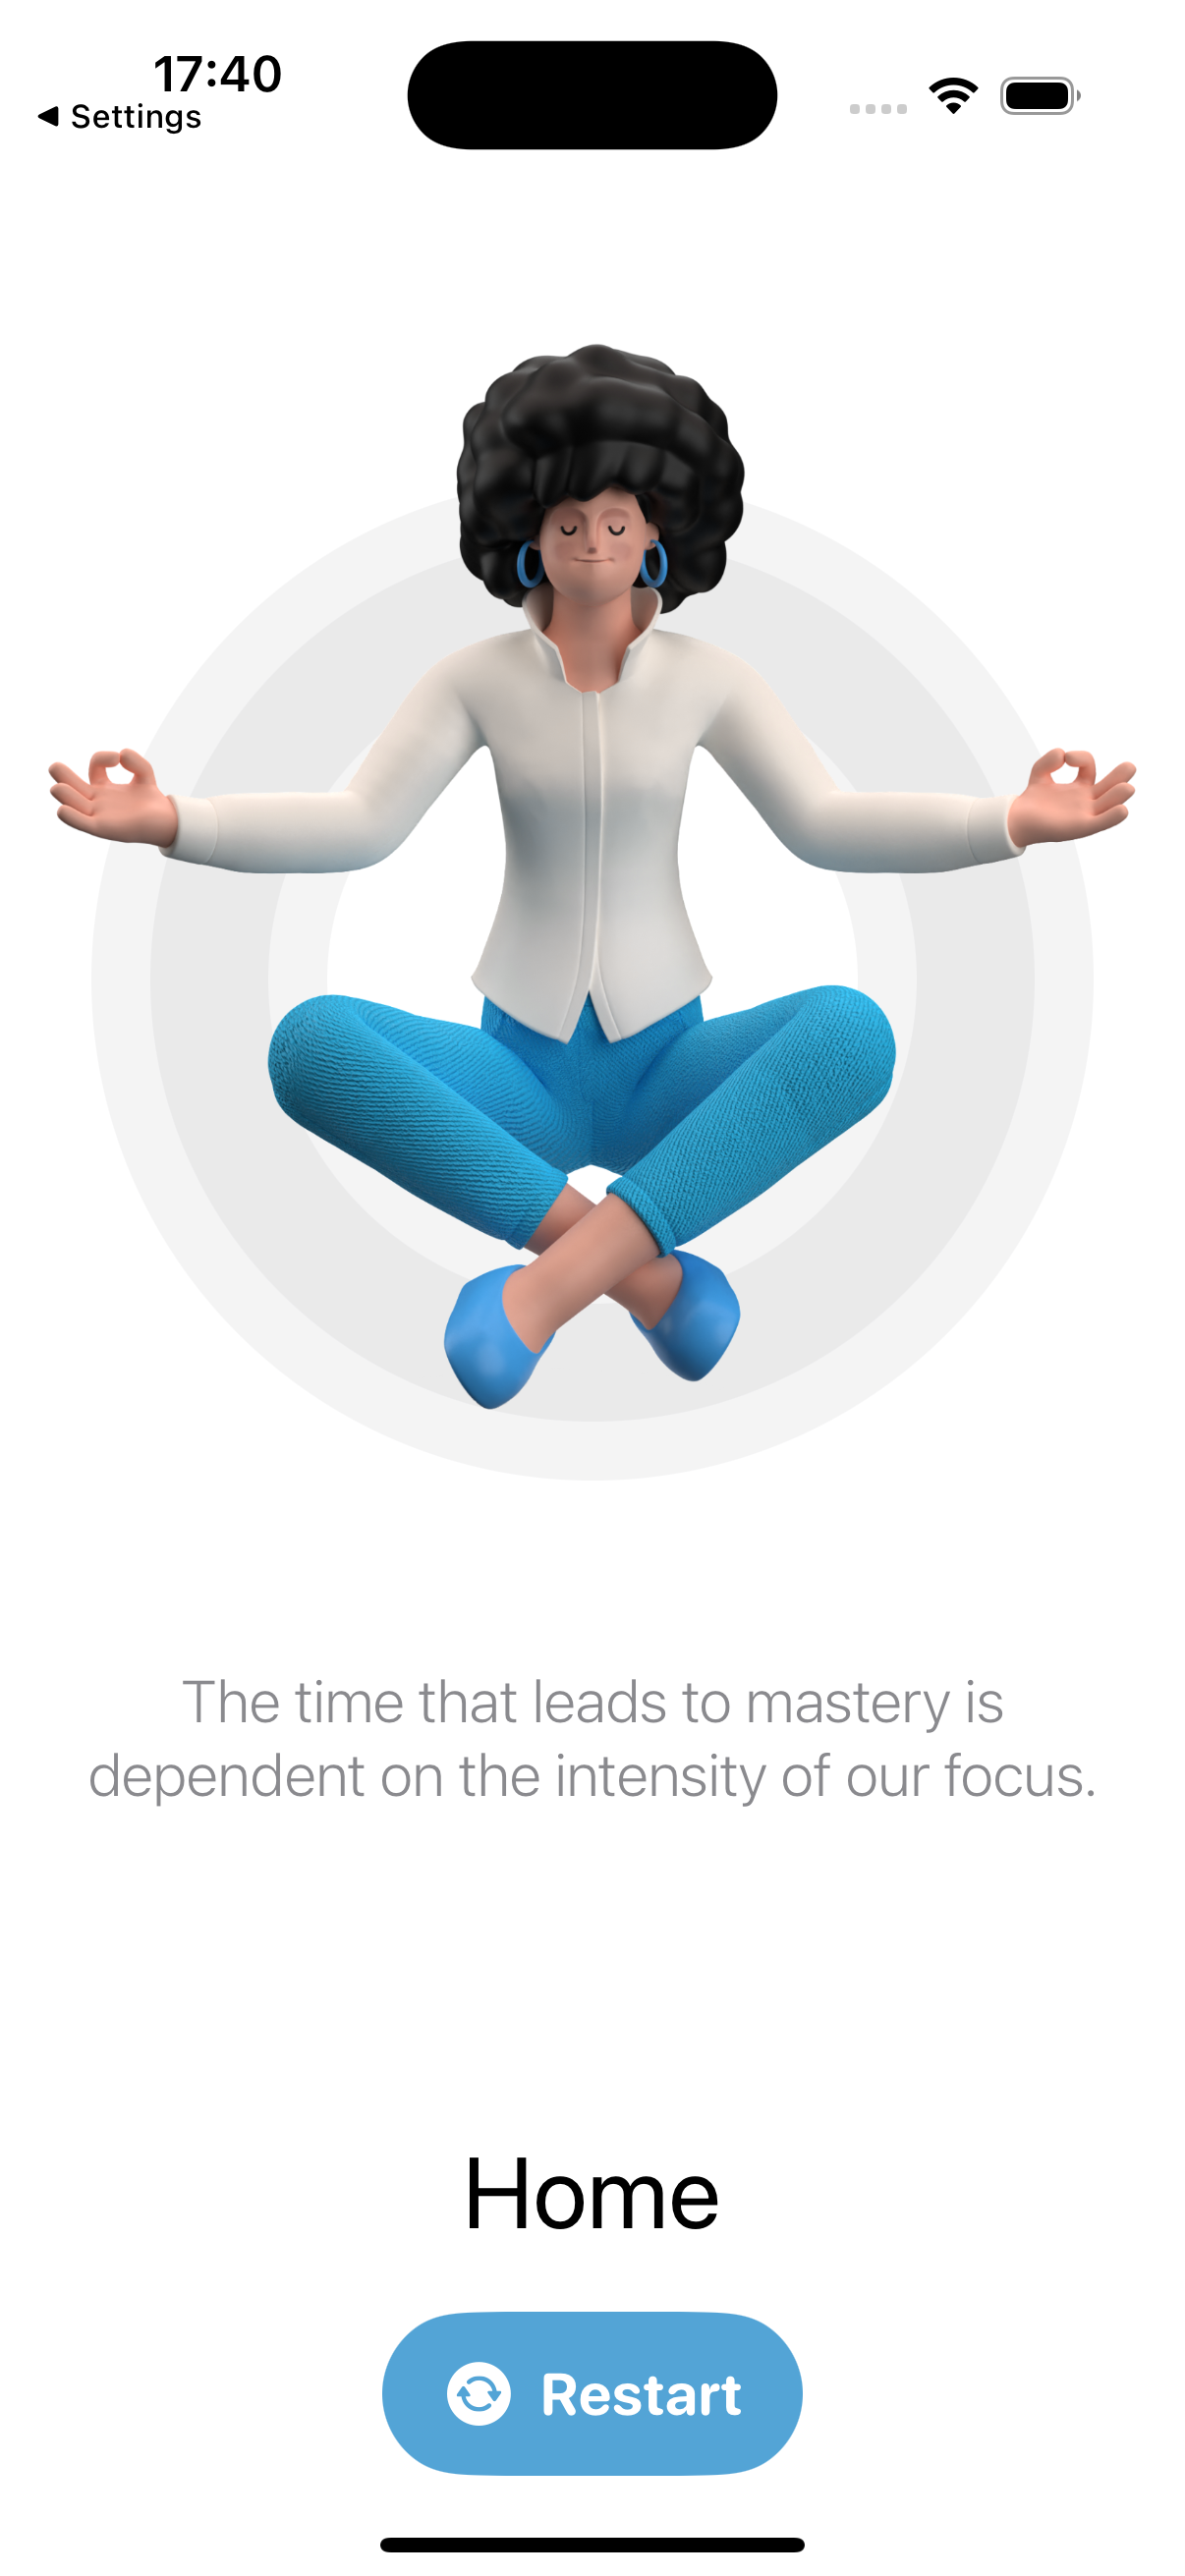 17:40
◀ Settings
The time that leads to mastery is
dependent on the intensity of our focus.
Home
Restart